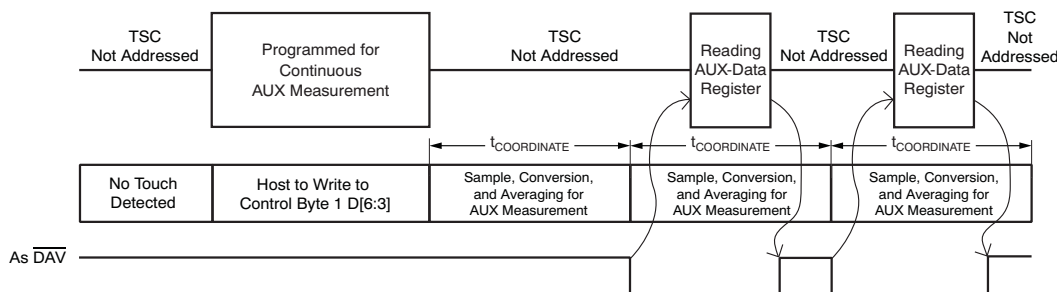 TSC
Not Addressed
Programmed for
Continuous
AUX Measurement
TSC
Not Addressed
Reading
AUX-Data
Register
TSC
Not Addressed
Reading
AUX-Data
Register
TSC
Not
Addressed
tCOORDINATE
tCOORDINATE
tCOORDINATE
No Touch
Detected
Host to Write to
Control Byte 1 D[6:3]
Sample, Conversion,
and Averaging for
AUX Measurement
Sample, Conversion,
and Averaging for
AUX Measurement
Sample, Conversion,
and Averaging for
AUX Measurement
As DAV